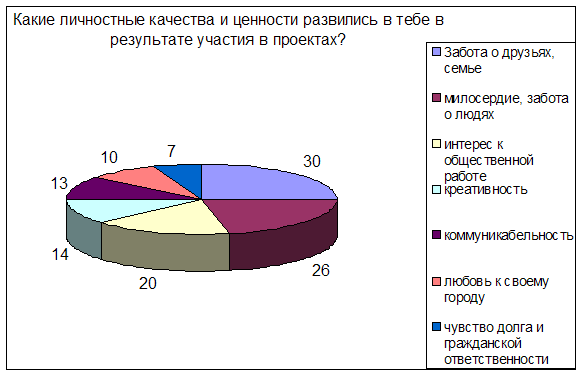 Какие личностные качества и ценности развились в тебе в
результате участия в проектах?
30
26
20
14
13
10
7
Забота о друзьях,
семье
милосердие, забота
о людях
интерес к
общественной
работе
креативность
коммуникабельность
любовь к своему
городу
чувство долга и
гражданской
ответственности